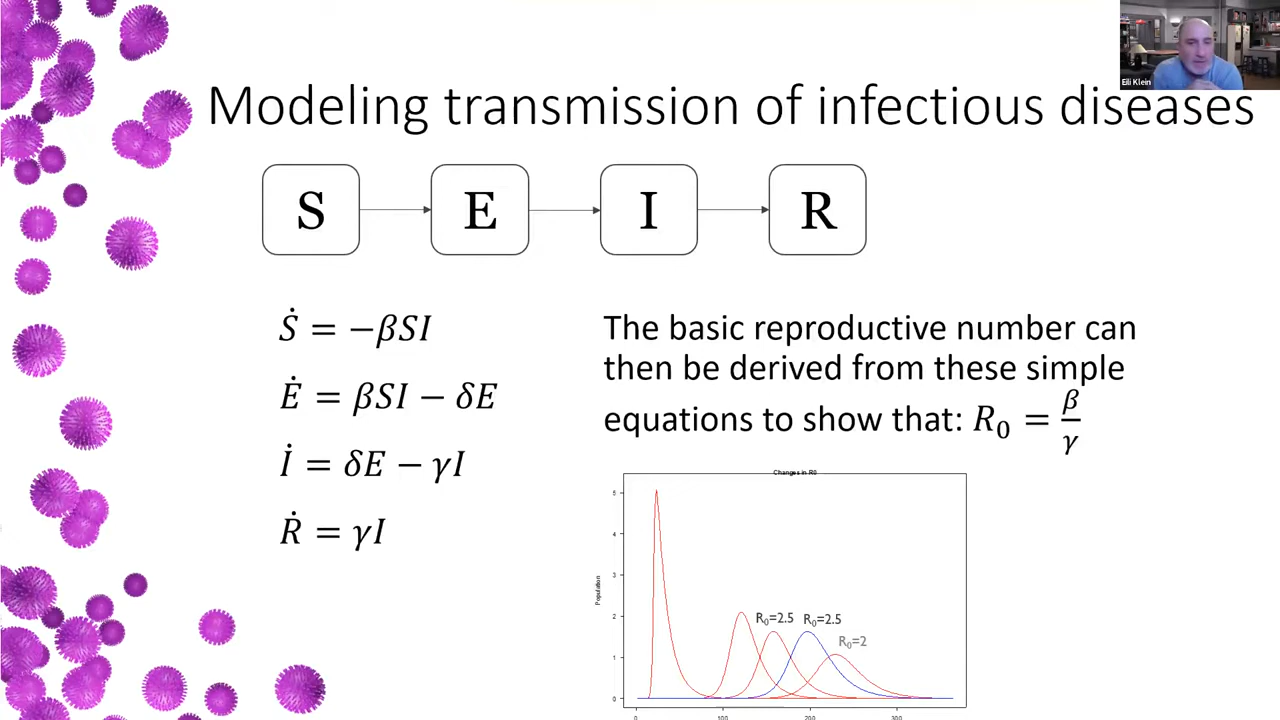 Eili Klein
Modeling transmission of infectious diseases
S E I R
Ṡ = −βSI
Ė = βSI − δE
İ = δE − γI
Ṙ = γI
The basic reproductive number can
then be derived from these simple
equations to show that: R₀ = β/γ
Changes in R0
Population
5
4
3
2
1
0
R₀=2.5 R₀=2.5
R₀=2
0 100 200 300